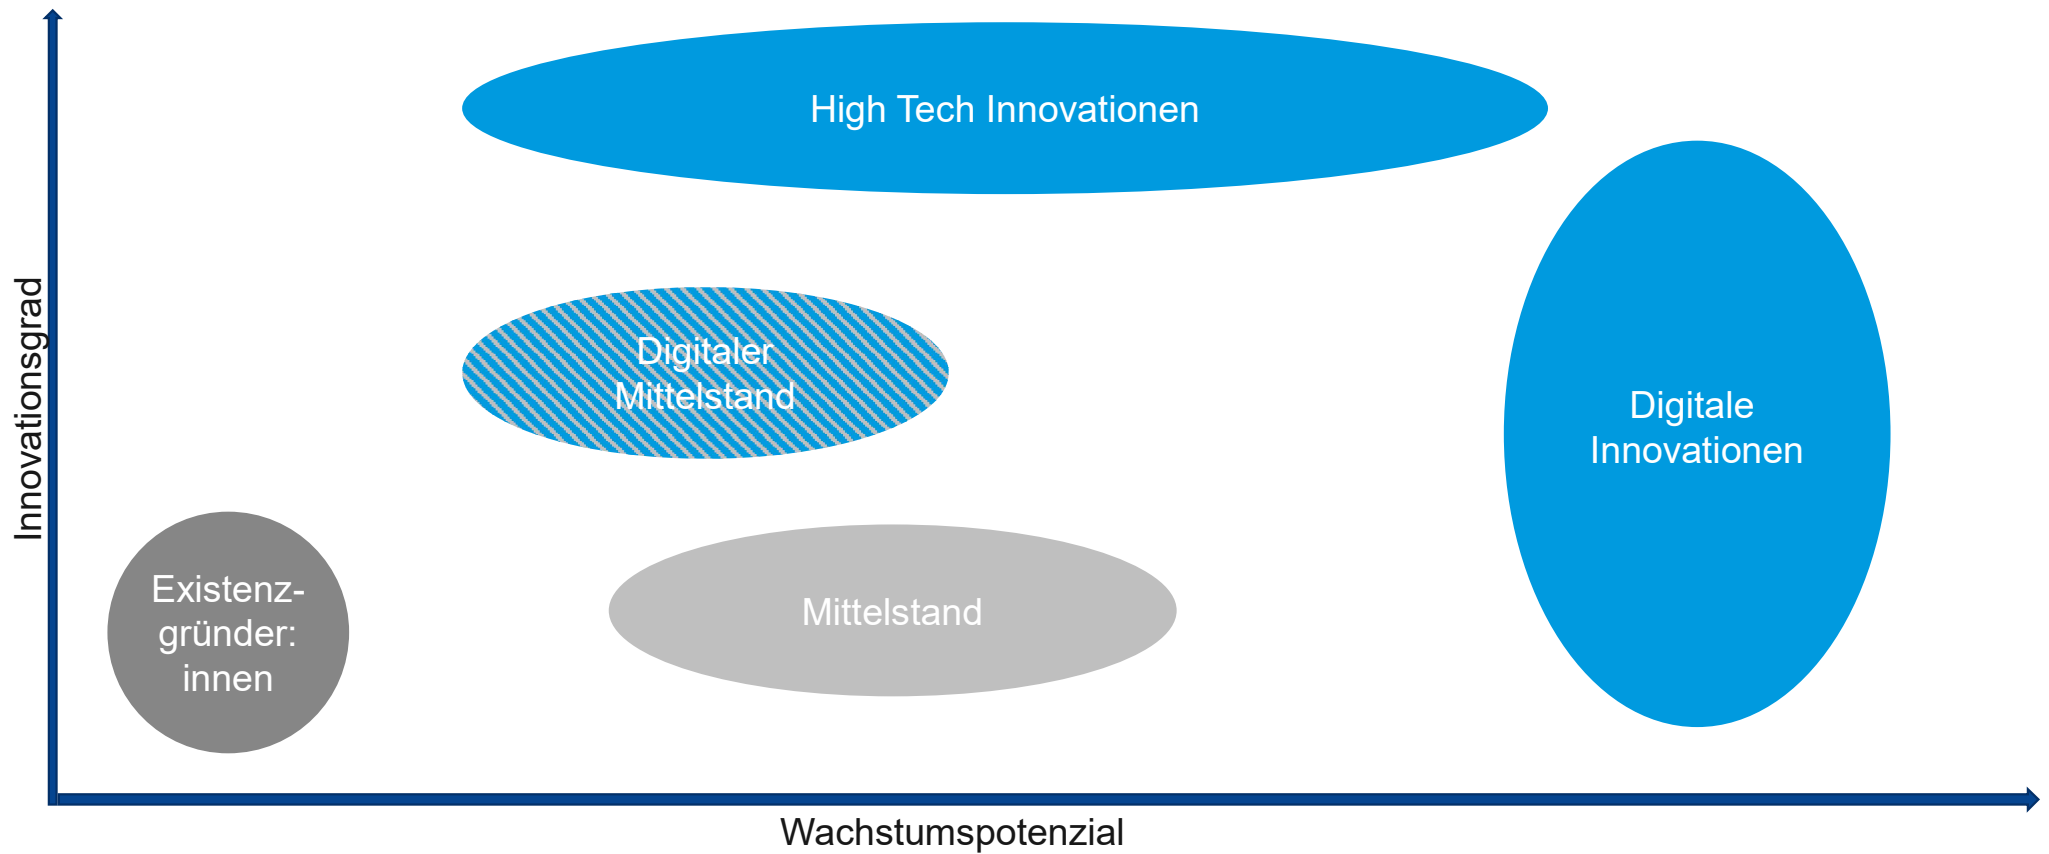 High Tech Innovationen
Innovationsgrad
Digitaler
Mittelstand
Digitale
Innovationen
Existenz-
gründer:
innen
Mittelstand
Wachstumspotenzial